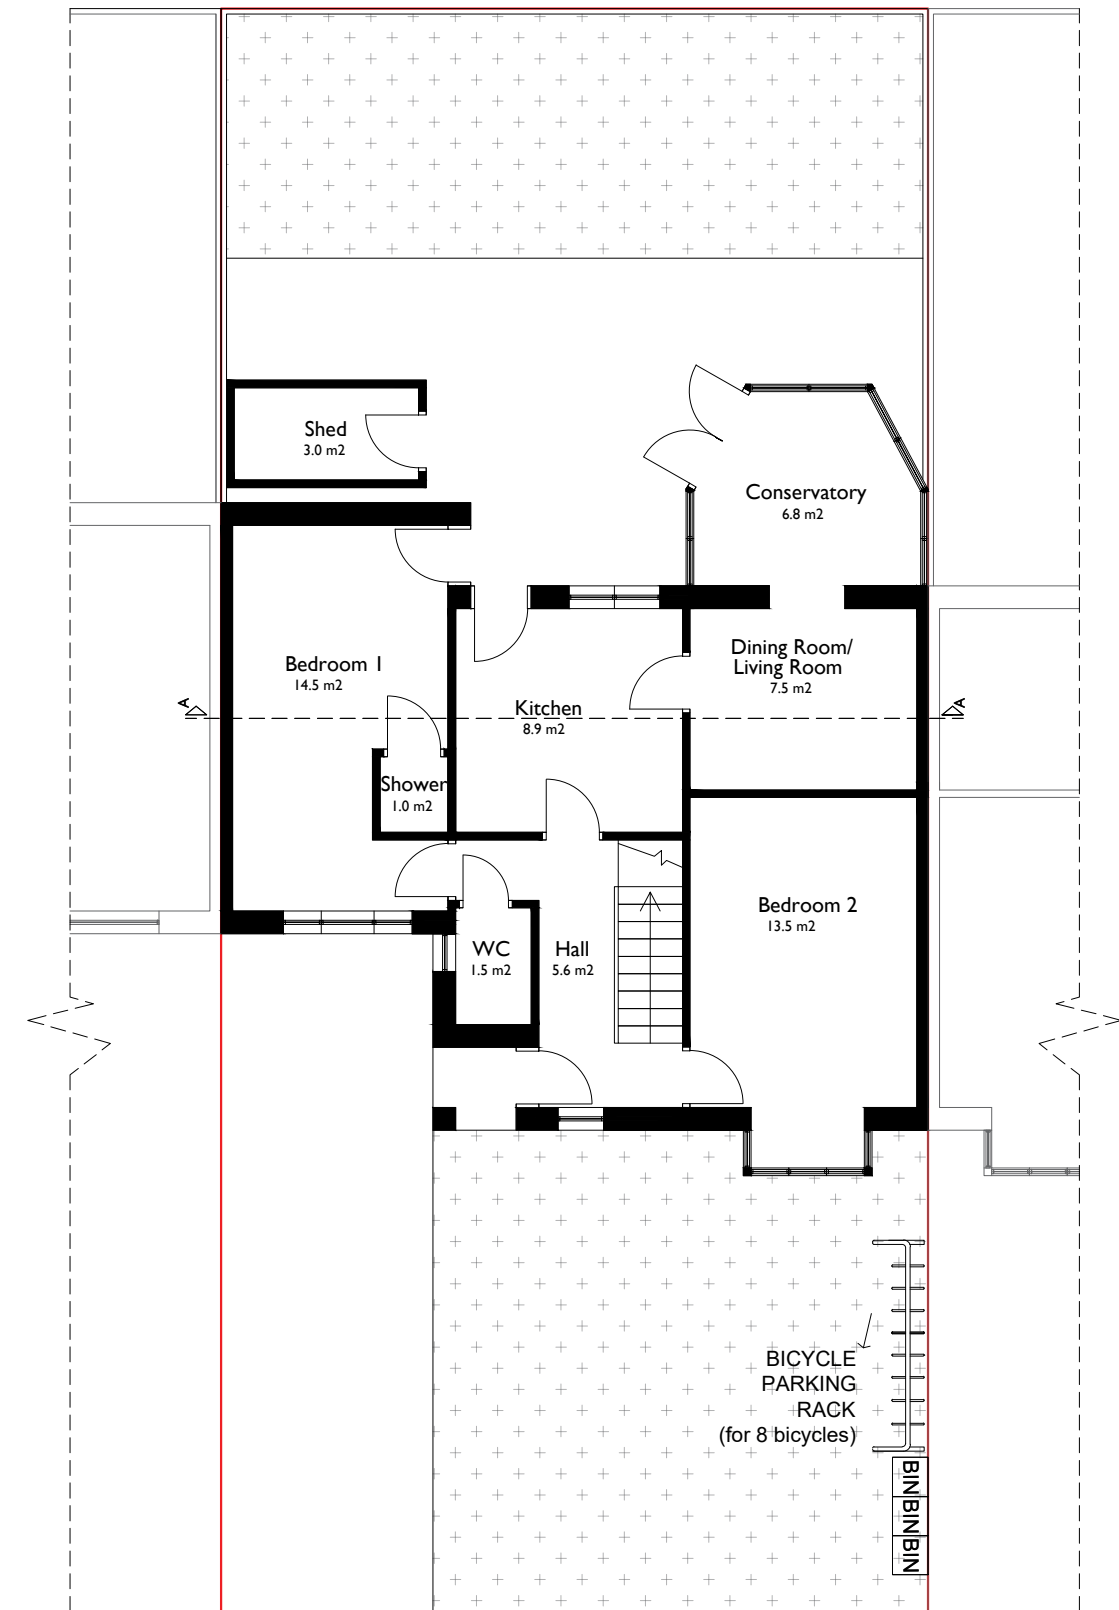 Shed
3.0 m2
Conservatory
6.8 m2
Bedroom 1
14.5 m2
Dining Room/
Living Room
7.5 m2
A
Kitchen
8.9 m2
A
Shower
1.0 m2
Bedroom 2
13.5 m2
WC
1.5 m2
Hall
5.6 m2
BICYCLE
PARKING
RACK
(for 8 bicycles)
BIN
BIN
BIN